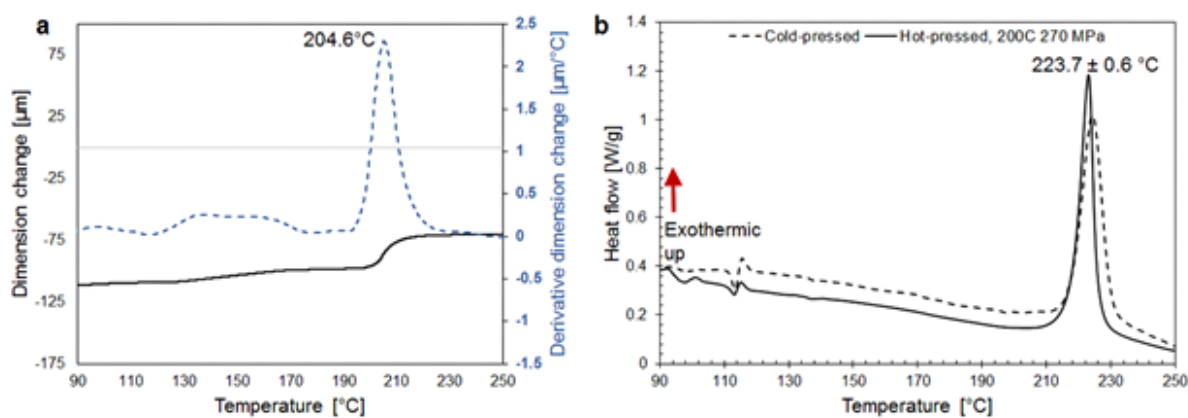 a
204.6°C
Dimension change [µm]
75
25
-25
-75
-125
-175
2.5
2
1.5
1
0.5
0
-0.5
-1
-1.5
Derivative dimension change [µm/°C]
90 110 130 150 170 190 210 230 250
Temperature [°C]
b
Cold-pressed Hot-pressed, 200C 270 MPa
223.7 ± 0.6 °C
Heat flow [W/g]
1.4
1.2
1
0.8
0.6
0.4
0.2
0
Exothermic
up
90 110 130 150 170 190 210 230 250
Temperature [°C]